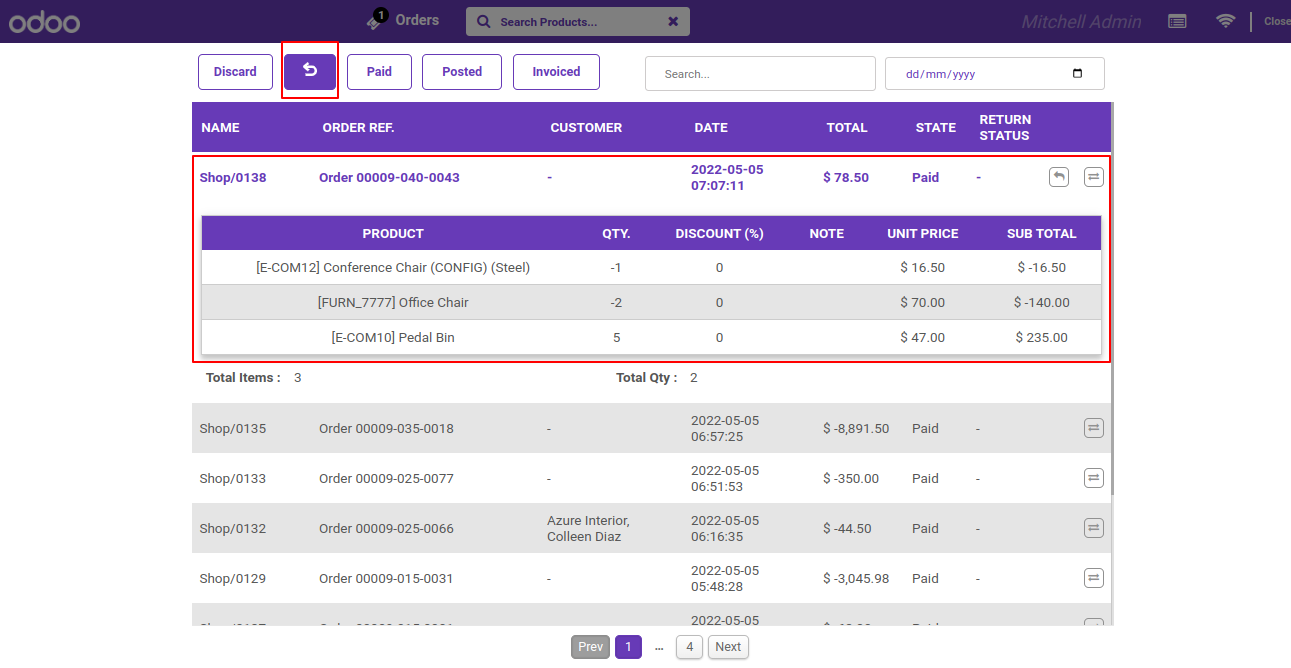 odoo
1
Orders
Search Products...
Mitchell Admin
Close
Discard
Paid
Posted
Invoiced
Search...
dd/mm/yyyy
NAME ORDER REF. CUSTOMER DATE TOTAL STATE RETURN STATUS
Shop/0138 Order 00009-040-0043 - 2022-05-05 07:07:11 $ 78.50 Paid -
PRODUCT QTY. DISCOUNT (%) NOTE UNIT PRICE SUB TOTAL
[E-COM12] Conference Chair (CONFIG) (Steel) -1 0 $ 16.50 $ -16.50
[FURN_7777] Office Chair -2 0 $ 70.00 $ -140.00
[E-COM10] Pedal Bin 5 0 $ 47.00 $ 235.00
Total Items : 3 Total Qty : 2
Shop/0135 Order 00009-035-0018 - 2022-05-05 06:57:25 $ -8,891.50 Paid -
Shop/0133 Order 00009-025-0077 - 2022-05-05 06:51:53 $ -350.00 Paid -
Shop/0132 Order 00009-025-0066 Azure Interior, Colleen Diaz 2022-05-05 06:16:35 $ -44.50 Paid -
Shop/0129 Order 00009-015-0031 - 2022-05-05 05:48:28 $ -3,045.98 Paid -
2022-05-05
Prev 1 ... 4 Next